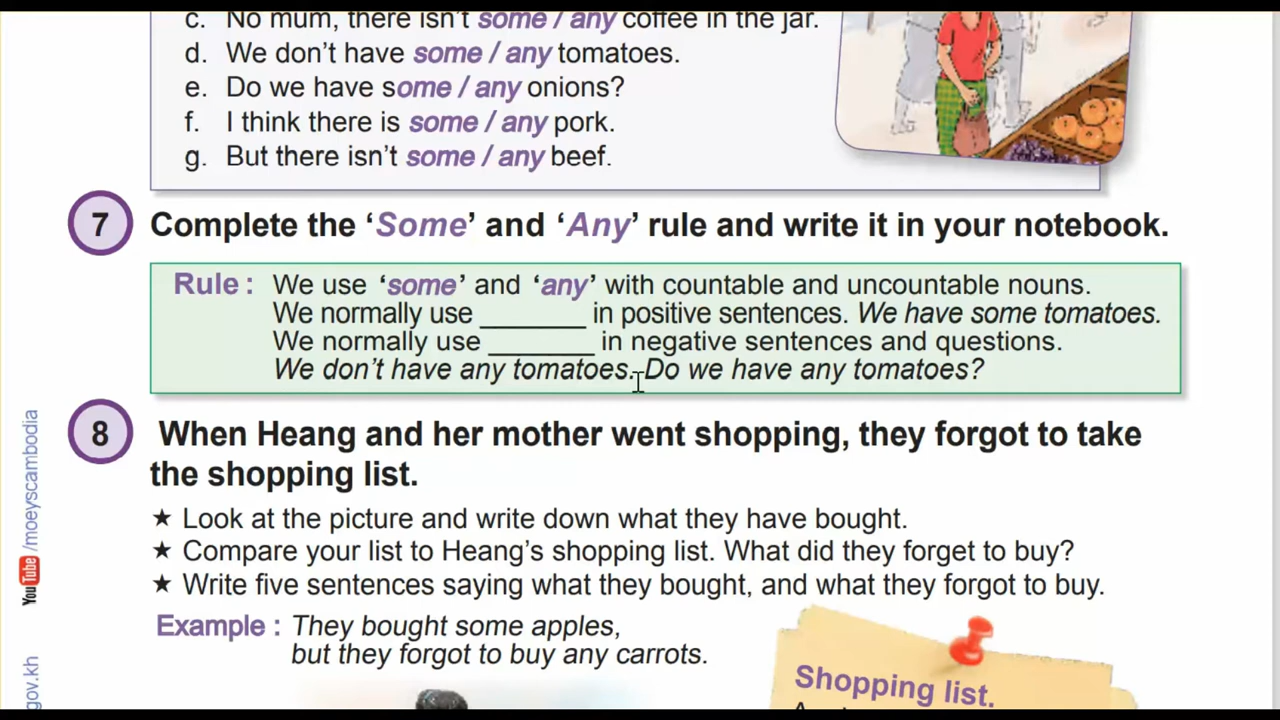 c. No mum, there isn't some / any coffee in the jar.
d. We don't have some / any tomatoes.
e. Do we have some / any onions?
f. I think there is some / any pork.
g. But there isn't some / any beef.
7 Complete the ‘Some’ and ‘Any’ rule and write it in your notebook.
Rule : We use ‘some’ and ‘any’ with countable and uncountable nouns.
We normally use _______ in positive sentences. We have some tomatoes.
We normally use _______ in negative sentences and questions.
We don't have any tomatoes. Do we have any tomatoes?
8 When Heang and her mother went shopping, they forgot to take
the shopping list.
★ Look at the picture and write down what they have bought.
★ Compare your list to Heang's shopping list. What did they forget to buy?
★ Write five sentences saying what they bought, and what they forgot to buy.
Example : They bought some apples,
but they forgot to buy any carrots.
Shopping list.
YouTube /moeyscambodia
gov.kh